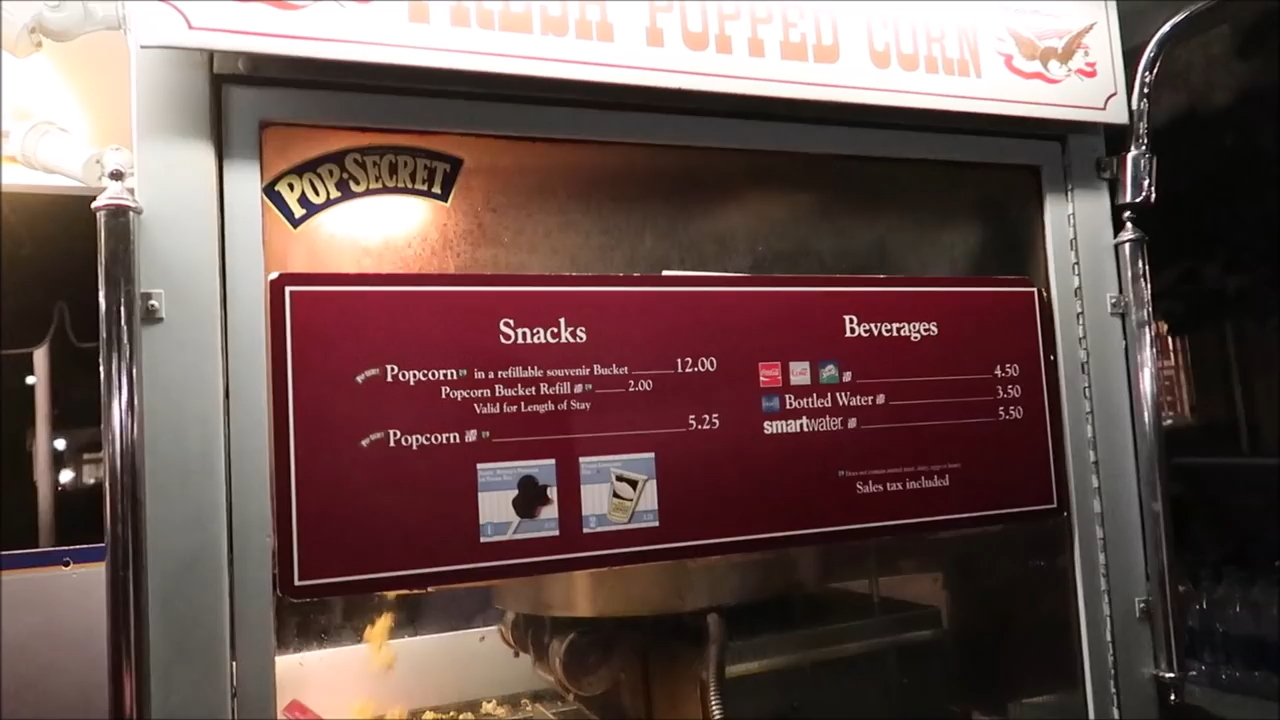 FRESH POPPED CORN
POP·SECRET
Snacks
Popcorn in a refillable souvenir Bucket 12.00
Popcorn Bucket Refill 2.00
Valid for Length of Stay
Popcorn 5.25
Beverages
4.50
Bottled Water 3.50
smartwater. 5.50
Sales tax included